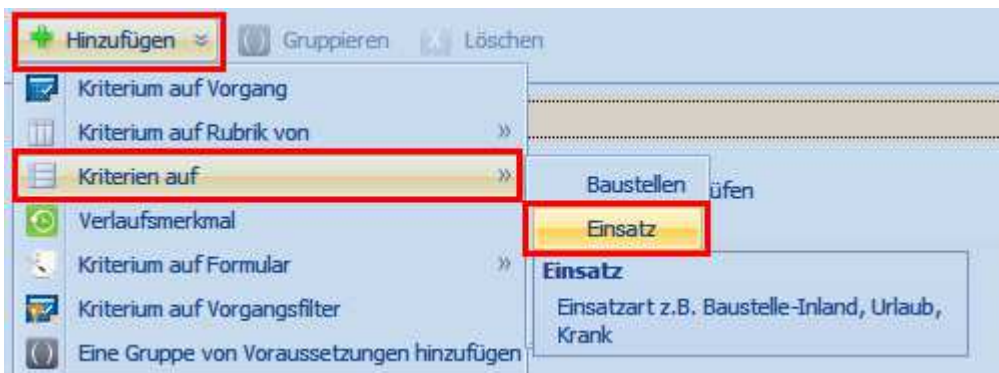 Hinzufügen Gruppieren Löschen
Kriterium auf Vorgang
Kriterium auf Rubrik von
Kriterien auf
Baustellen üfen
Verlaufsmerkmal
Einsatz
Kriterium auf Formular
Einsatz
Kriterium auf Vorgangsfilter
Einsatzart z.B. Baustelle-Inland, Urlaub,
Krank
Eine Gruppe von Voraussetzungen hinzufügen